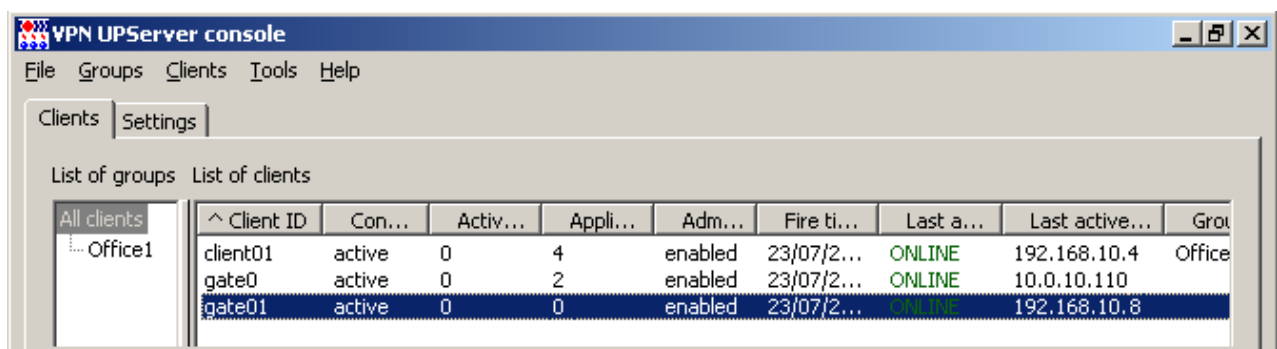 VPN UPServer console
File Groups Clients Tools Help
Clients Settings
List of groups List of clients
All clients ^ Client ID Con... Activ... Appli... Adm... Fire ti... Last a... Last active... Grou
Office1 client01 active 0 4 enabled 23/07/2... ONLINE 192.168.10.4 Office
gate0 active 0 2 enabled 23/07/2... ONLINE 10.0.10.110
gate01 active 0 0 enabled 23/07/2... ONLINE 192.168.10.8